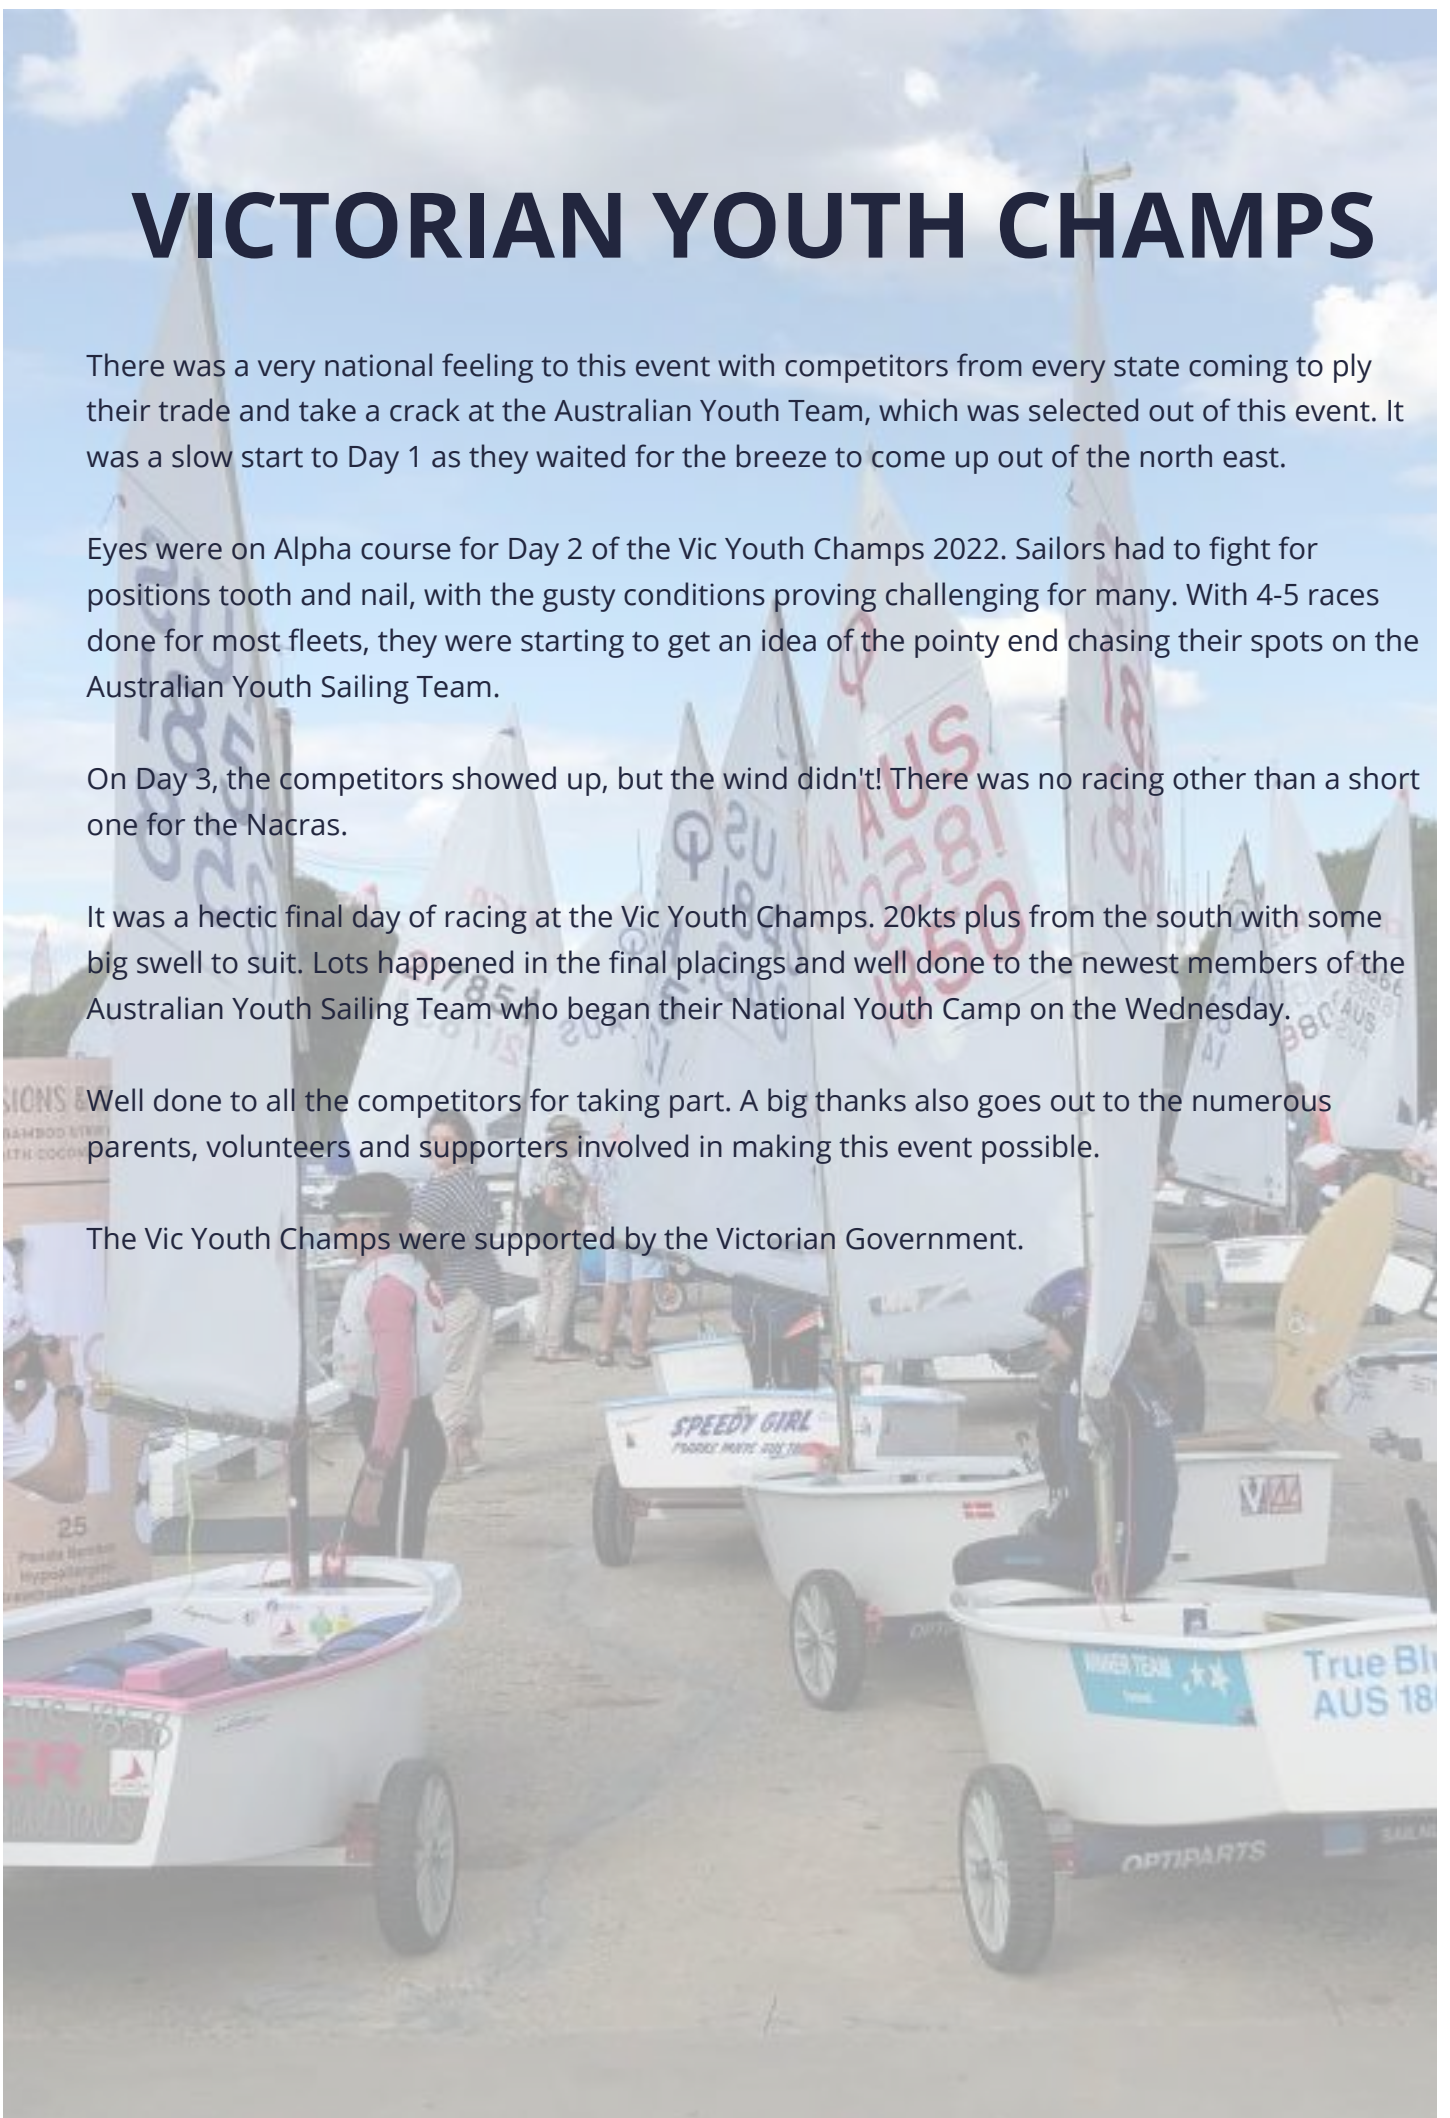 VICTORIAN YOUTH CHAMPS
There was a very national feeling to this event with competitors from every state coming to ply
their trade and take a crack at the Australian Youth Team, which was selected out of this event. It
was a slow start to Day 1 as they waited for the breeze to come up out of the north east.
Eyes were on Alpha course for Day 2 of the Vic Youth Champs 2022. Sailors had to fight for
positions tooth and nail, with the gusty conditions proving challenging for many. With 4-5 races
done for most fleets, they were starting to get an idea of the pointy end chasing their spots on the
Australian Youth Sailing Team.
On Day 3, the competitors showed up, but the wind didn't! There was no racing other than a short
one for the Nacras.
It was a hectic final day of racing at the Vic Youth Champs. 20kts plus from the south with some
big swell to suit. Lots happened in the final placings and well done to the newest members of the
Australian Youth Sailing Team who began their National Youth Camp on the Wednesday.
Well done to all the competitors for taking part. A big thanks also goes out to the numerous
parents, volunteers and supporters involved in making this event possible.
The Vic Youth Champs were supported by the Victorian Government.
AUS
1850
SPEEDY GIRL
25
WINNER TEAM
True Bl
AUS 18
ER
OPTIPARTS